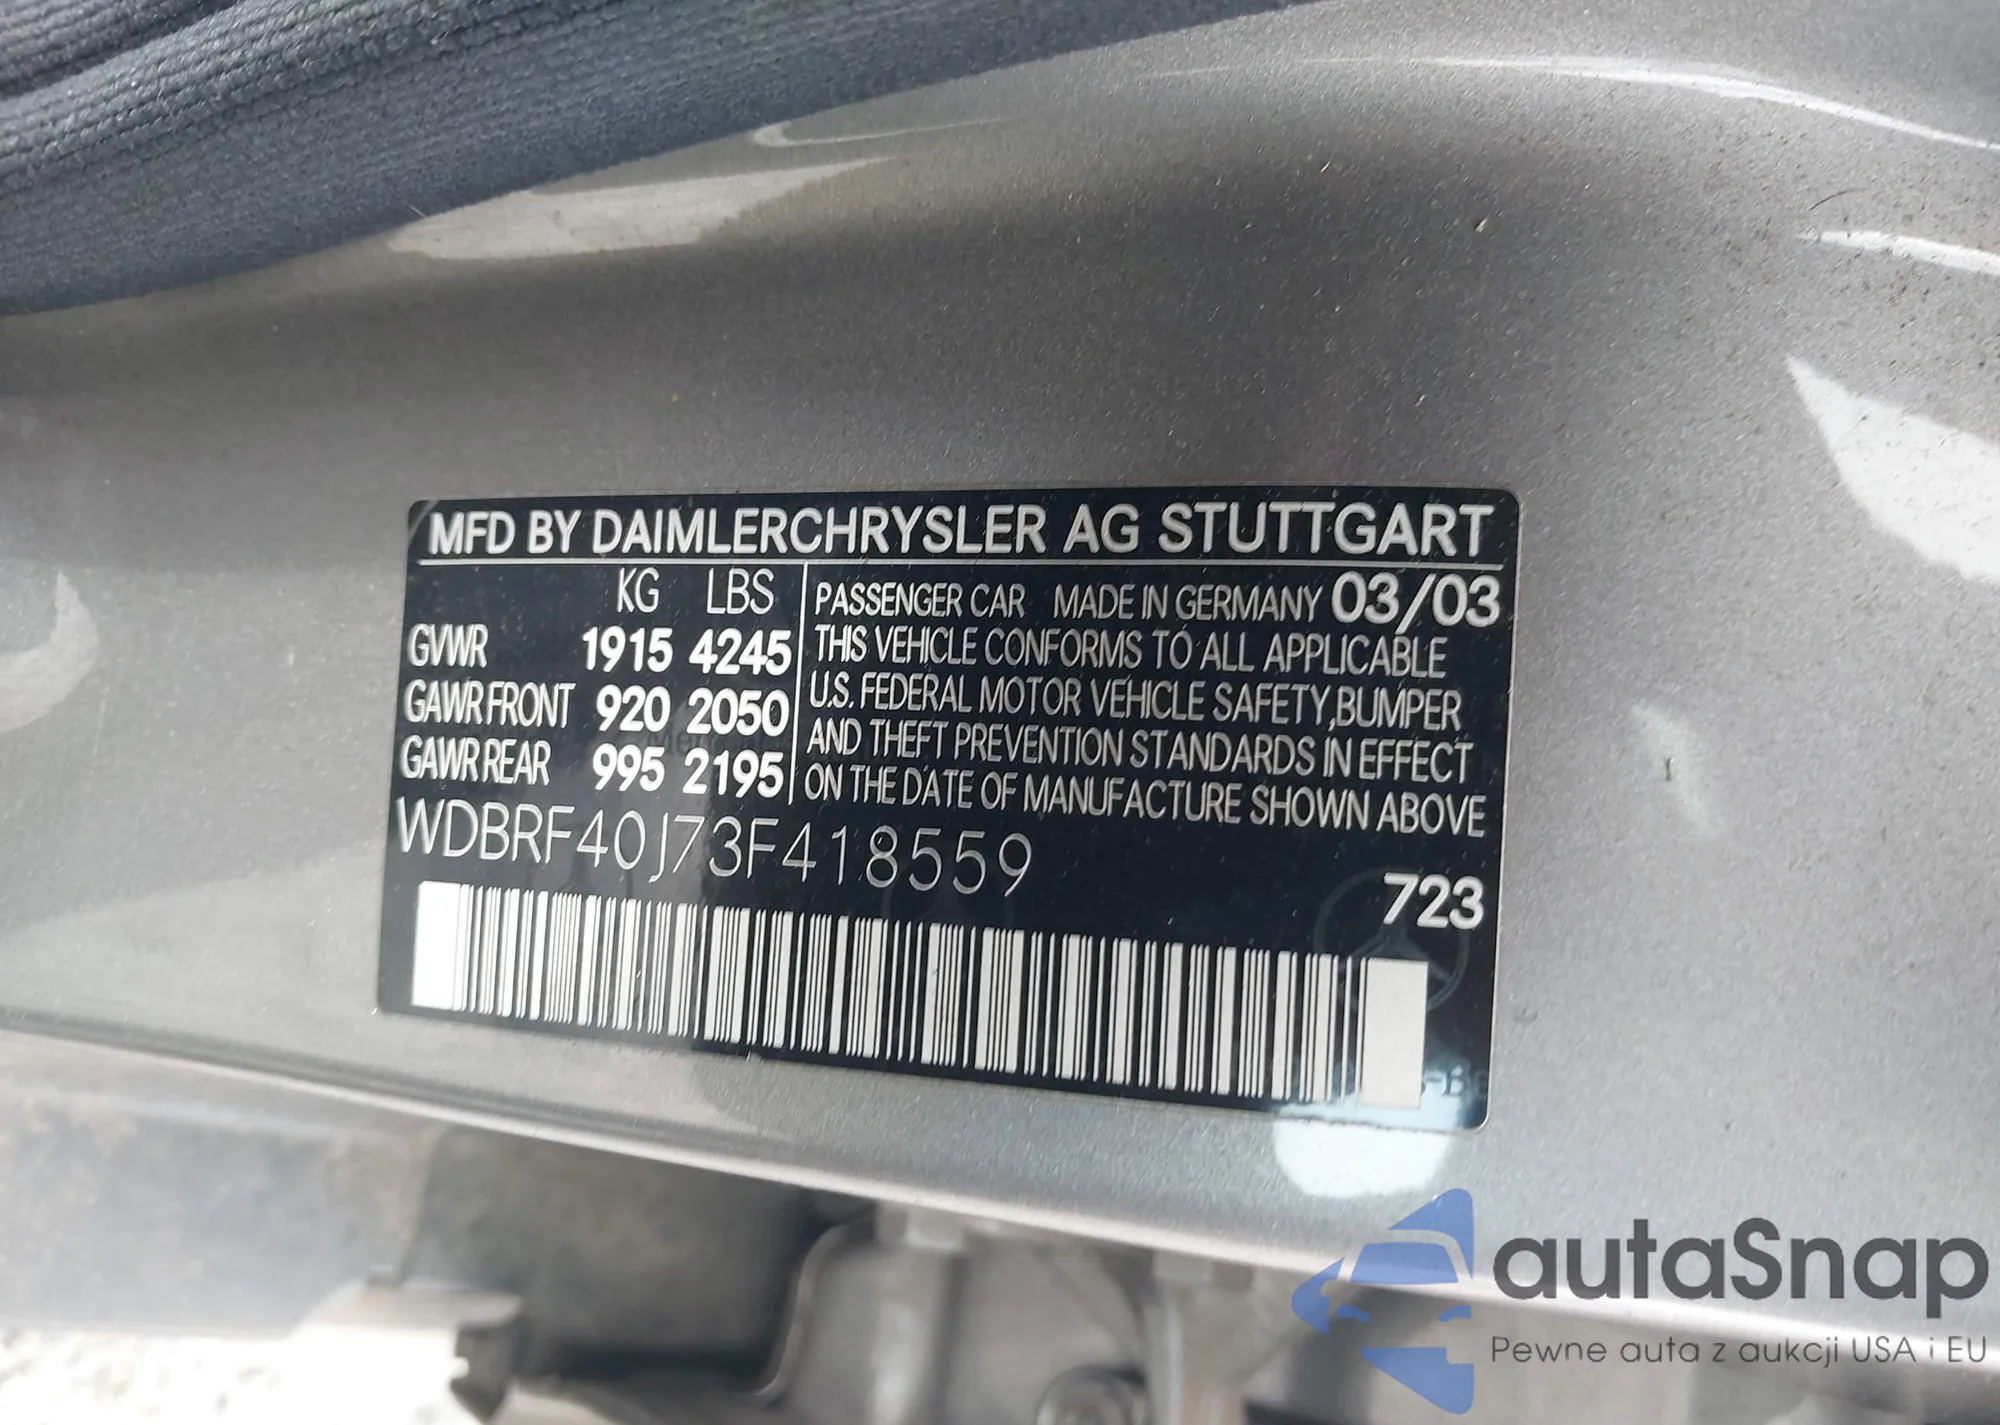 MFD BY DAIMLERCHRYSLER AG STUTTGART
KG LBS
GVWR 1915 4245
GAWR FRONT 920 2050
GAWR REAR 995 2195
PASSENGER CAR MADE IN GERMANY 03/03
THIS VEHICLE CONFORMS TO ALL APPLICABLE
U.S. FEDERAL MOTOR VEHICLE SAFETY, BUMPER
AND THEFT PREVENTION STANDARDS IN EFFECT
ON THE DATE OF MANUFACTURE SHOWN ABOVE
WDBRF40J73F418559
723
autaSnap
Pewne auta z aukcji USA i EU